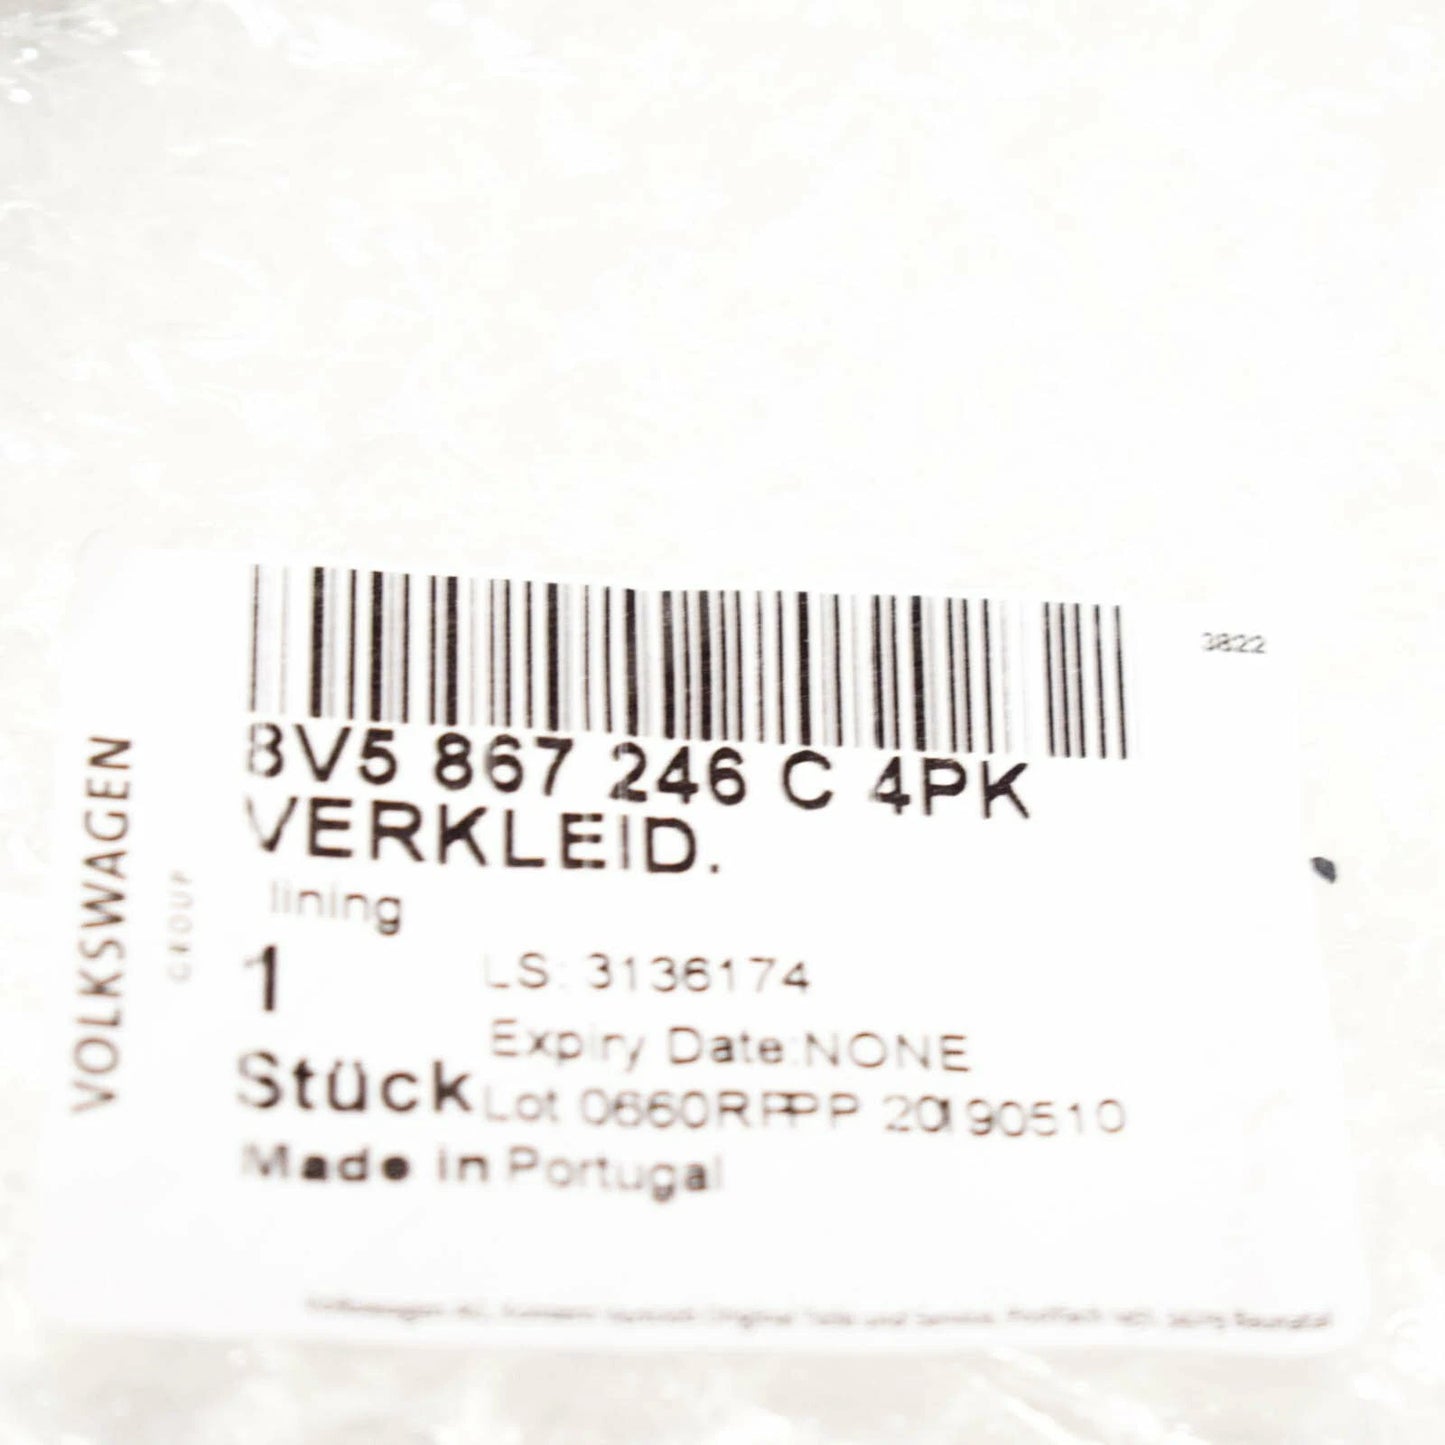 3822
8V5 867 246 C 4PK
VERKLEID.
lining
1
LS: 3136174
Expiry Date:NONE
Stück
Lot 0660RPPP 20190510
Made in Portugal
VOLKSWAGEN
GROUP